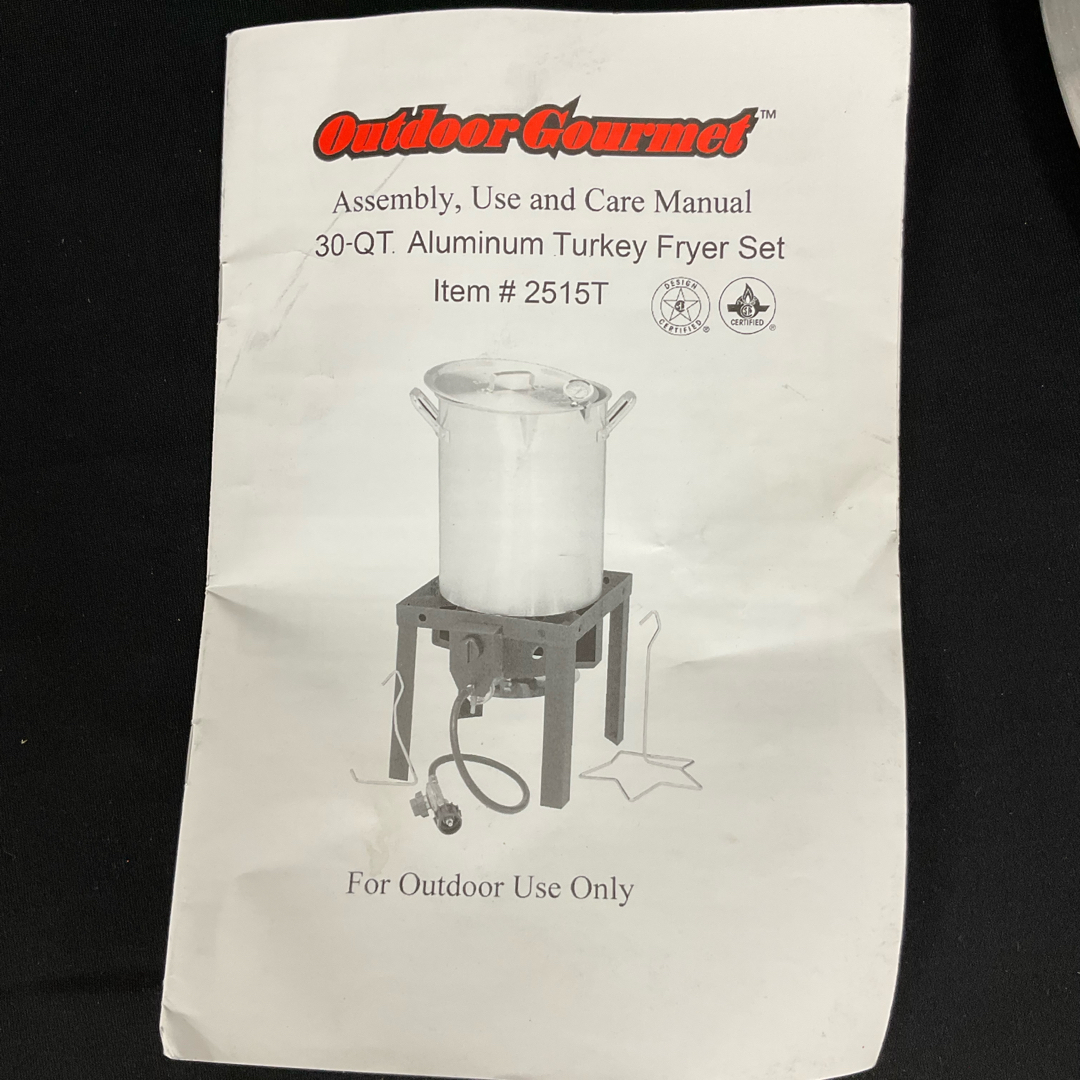 Outdoor Gourmet™
Assembly, Use and Care Manual
30-QT. Aluminum Turkey Fryer Set
Item # 2515T
DESIGN CERTIFIED ®
CERTIFIED ®
For Outdoor Use Only